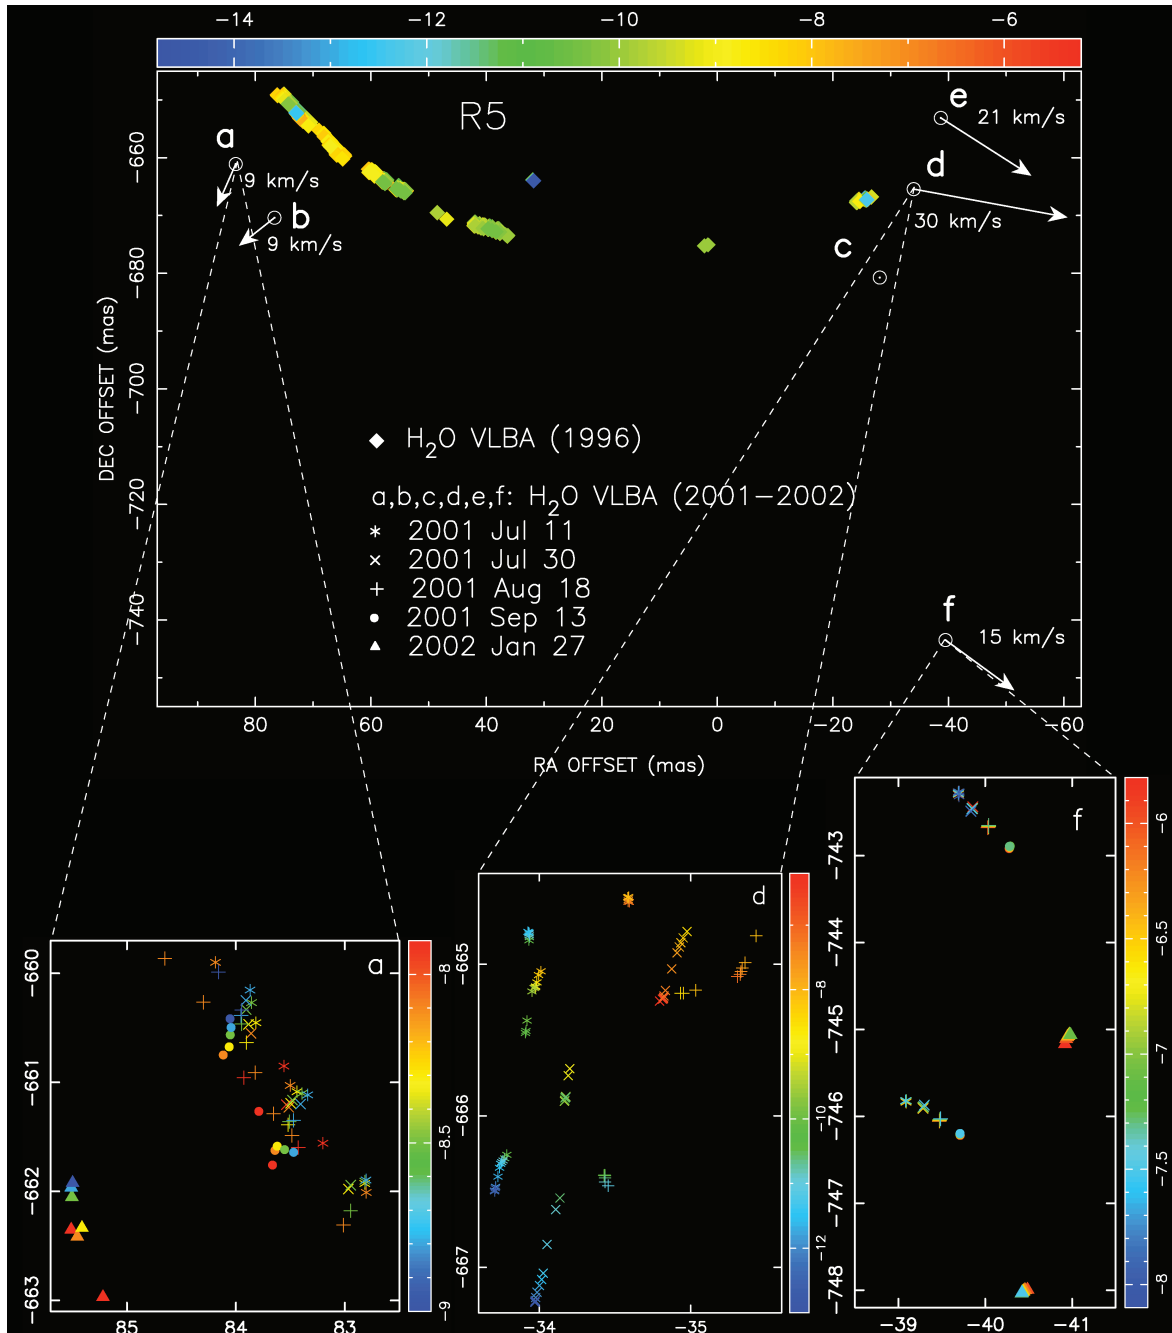 −14 −12 −10 −8 −6
R5
e
21 km/s
d
30 km/s
a
9 km/s
b
9 km/s
c
−660
−680
−700
−720
−740
DEC OFFSET (mas)
H2O VLBA (1996)
a,b,c,d,e,f: H2O VLBA (2001−2002)
2001 Jul 11
2001 Jul 30
2001 Aug 18
2001 Sep 13
2002 Jan 27
f
15 km/s
80 60 40 20 0 −20 −40 −60
RA OFFSET (mas)
a
−660
−661
−662
−663
85 84 83
−8
−8.5
−9
d
−665
−666
−667
−34 −35
−8
−10
−12
f
−743
−744
−745
−746
−747
−748
−39 −40 −41
−6
−6.5
−7
−7.5
−8